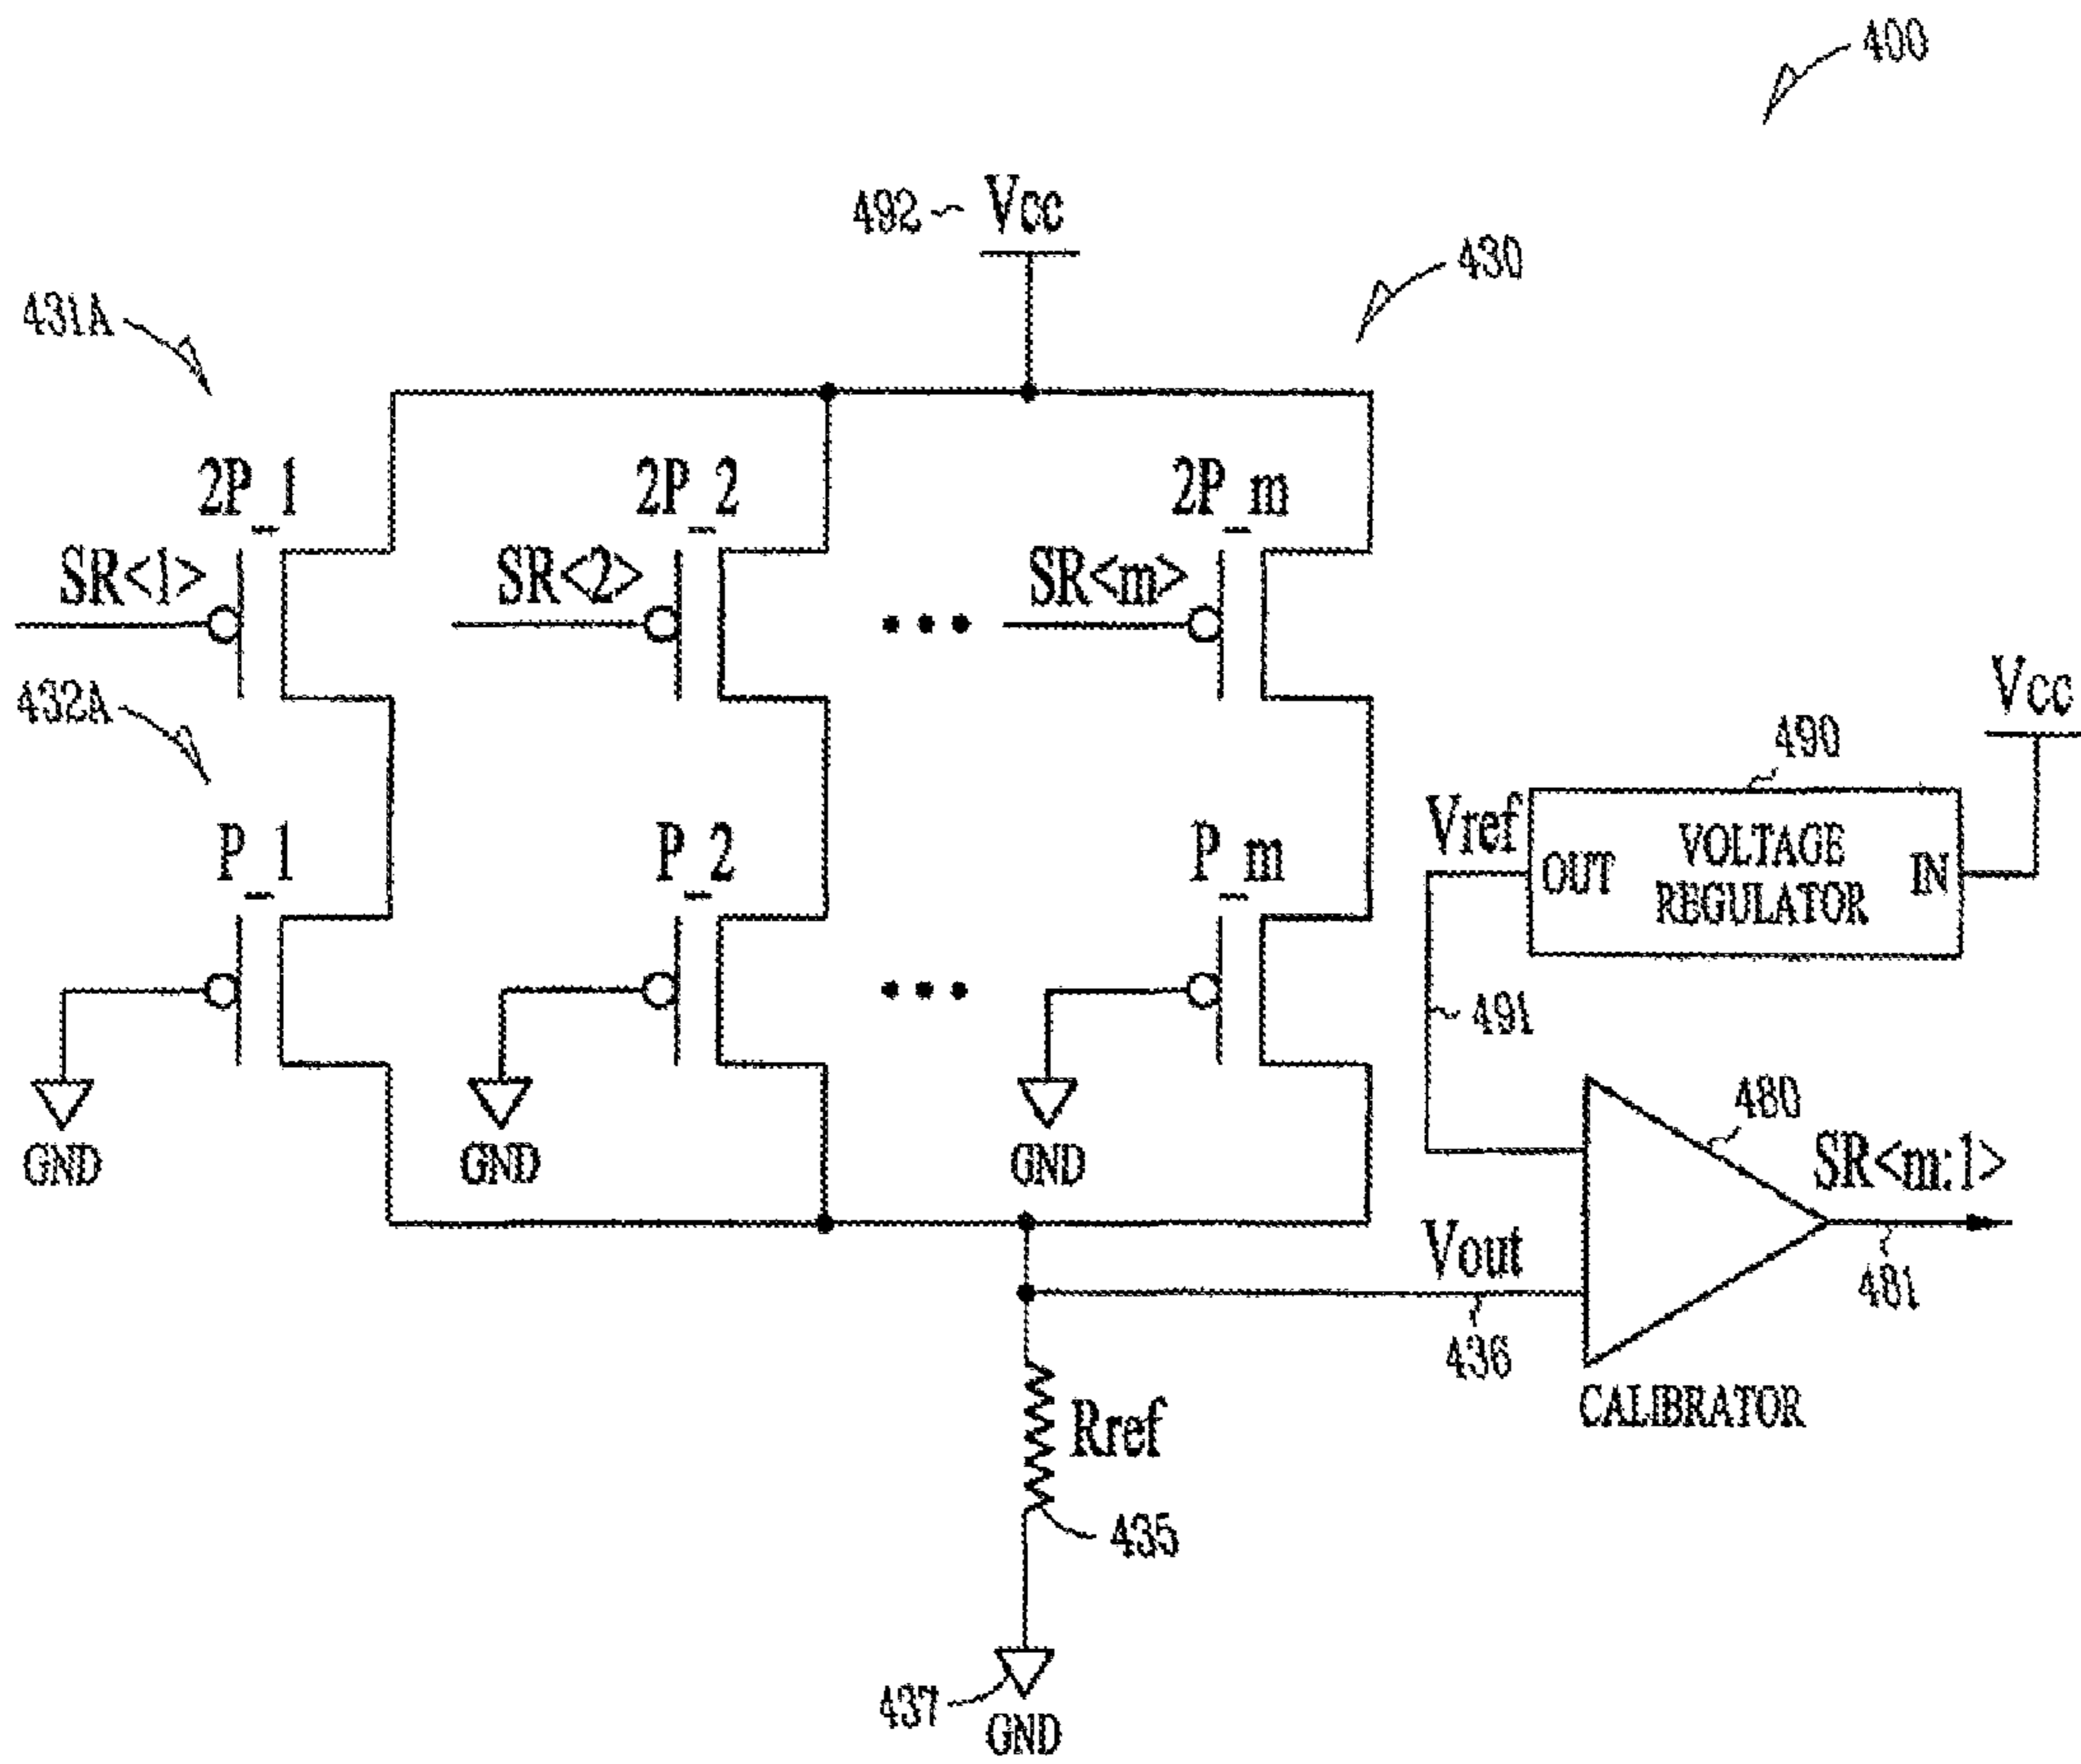 400
492 Vcc
430
431A
2P_1
2P_2
2P_m
SR<1>
SR<2>
SR<m>
432A
Vcc
490
P_1
P_2
P_m
Vref
OUT
VOLTAGE
REGULATOR
IN
491
480
GND
GND
GND
SR<m:1>
Vout
481
436
CALIBRATOR
Rref
435
437
GND